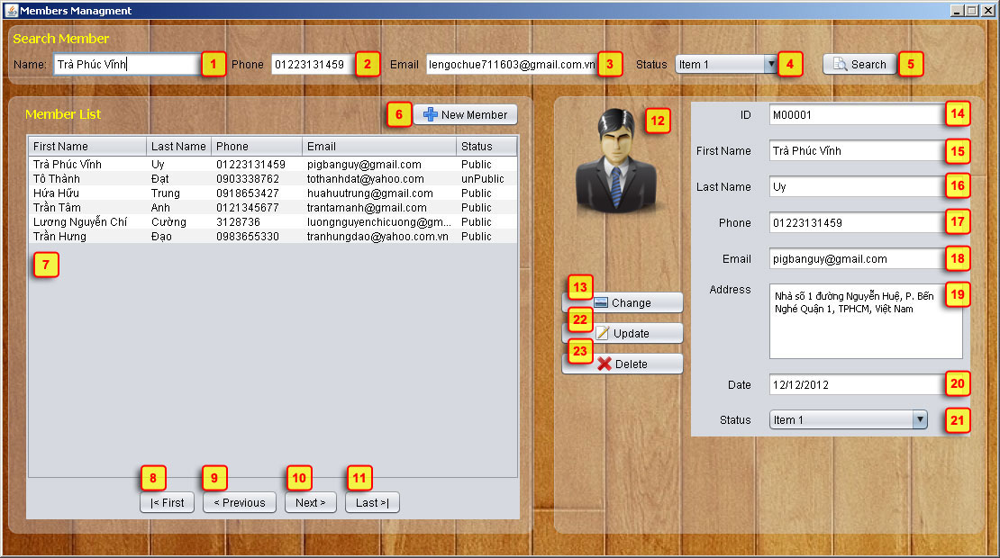 Members Managment
Search Member
Name: Trà Phúc Vĩnh 1 Phone 01223131459 2 Email lengochue711603@gmail.com.vn 3 Status Item 1 4 Search 5
Member List 6 New Member
First Name Last Name Phone Email Status
Trà Phúc Vĩnh Uy 01223131459 pigbanguy@gmail.com Public
Tô Thành Đạt 0903338762 tothanhdat@yahoo.com unPublic
Hứa Hữu Trung 0918653427 huahuutrung@gmail.com Public
Trần Tâm Anh 0121345677 trantamanh@gmail.com Public
Lương Nguyễn Chí Cường 3128736 luongnguyenchicuong@gm... Public
Trần Hưng Đạo 0983655330 tranhungdao@yahoo.com.vn Public
7
8 9 10 11
|< First < Previous Next > Last >|
12
13 Change
22 Update
23 Delete
ID M00001 14
First Name Trà Phúc Vĩnh 15
Last Name Uy 16
Phone 01223131459 17
Email pigbanguy@gmail.com 18
Address Nhà số 1 đường Nguyễn Huệ, P. Bến 19
Nghé Quận 1, TPHCM, Việt Nam
Date 12/12/2012 20
Status Item 1 21